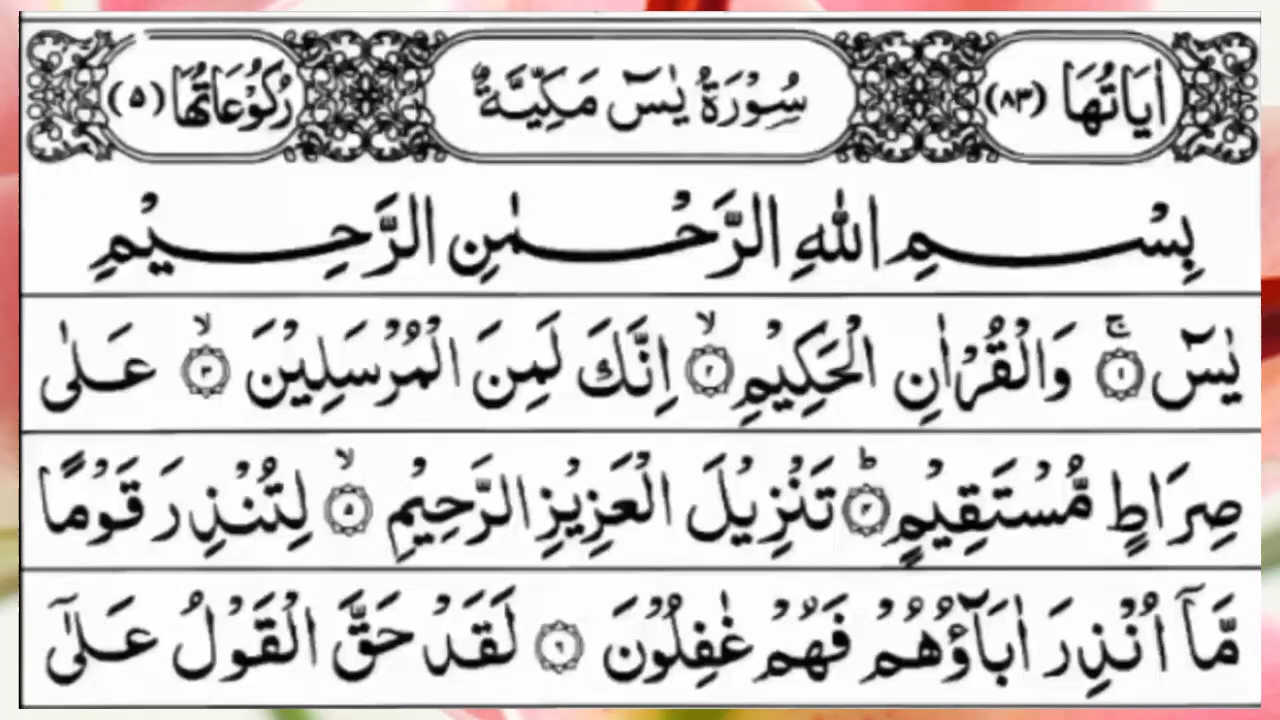 اٰيَاتُهَا (٨٣) سُوْرَةُ يٰسٓ مَكِّيَّةٌ رُكُوْعَاتُهَا (٥)
بِسْمِ اللّٰهِ الرَّحْمٰنِ الرَّحِيْمِ
يٰسٓ ۚ ﴿١﴾ وَالْقُرْاٰنِ الْحَكِيْمِ ۙ ﴿٢﴾ اِنَّكَ لَمِنَ الْمُرْسَلِيْنَ ۙ ﴿٣﴾ عَلٰى
صِرَاطٍ مُّسْتَقِيْمٍ ؕ ﴿٤﴾ تَنْزِيْلَ الْعَزِيْزِ الرَّحِيْمِ ۙ ﴿٥﴾ لِتُنْذِرَ قَوْمًا
مَّآ اُنْذِرَ اٰبَآؤُهُمْ فَهُمْ غٰفِلُوْنَ ﴿٦﴾ لَقَدْ حَقَّ الْقَوْلُ عَلٰٓى